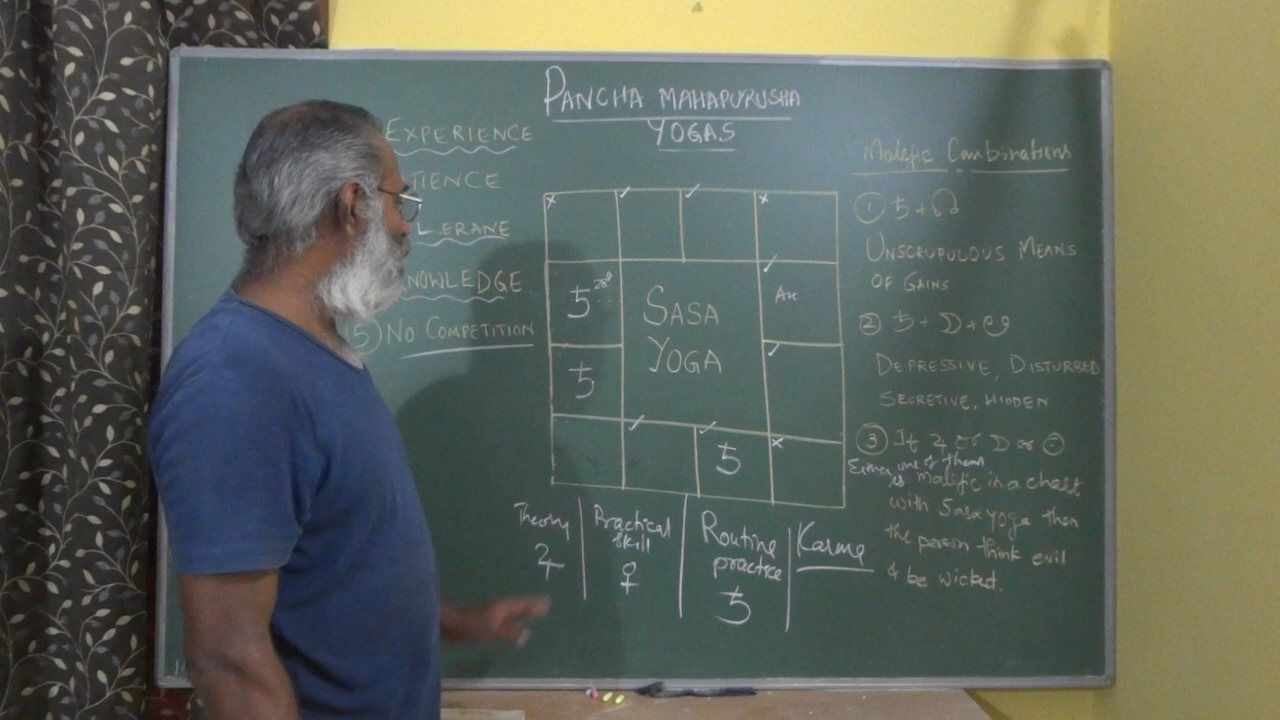 PANCHA MAHAPURUSHA
YOGAS
EXPERIENCE
TIENCE
LERANE
NOWLEDGE
5) NO COMPETITION
♄ 20°
♄
♄
Asc
SASA
YOGA
Theory
♃
Practical
skill
♀
Routine
practice
♄
Karma
Malefic Combinations
① ♄ + ☊
UNSCRUPULOUS MEANS
OF GAINS
② ♄ + ☽ +
DEPRESSIVE, DISTURBED
SECRETIVE, HIDDEN
③ If ♃ or ☽ or ☉
Either one of them
is Malefic in a chart
with Sasa yoga then
the person think evil
& be wicked.